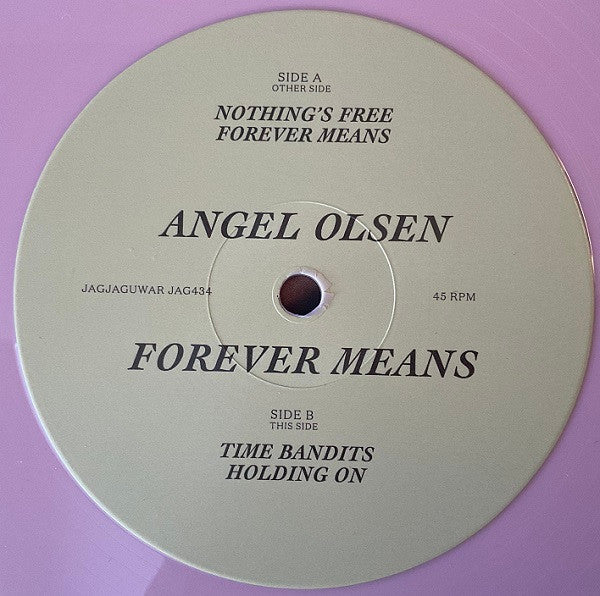 SIDE A
OTHER SIDE
NOTHING'S FREE
FOREVER MEANS
ANGEL OLSEN
JAGJAGUWAR JAG434
45 RPM
FOREVER MEANS
SIDE B
THIS SIDE
TIME BANDITS
HOLDING ON